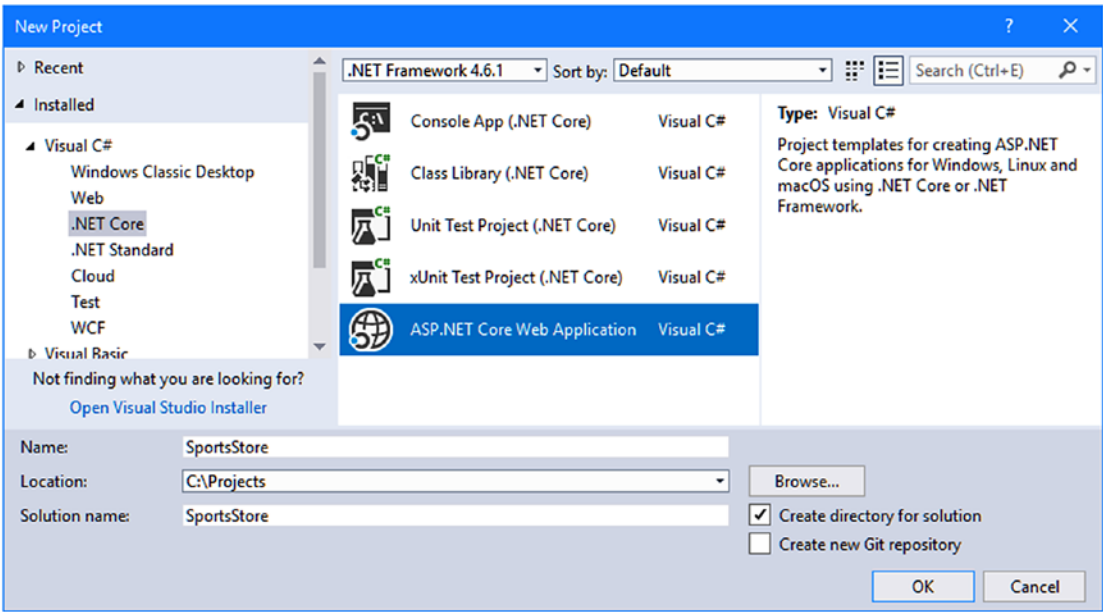 New Project
?
Recent
Installed
Visual C#
Windows Classic Desktop
Web
.NET Core
.NET Standard
Cloud
Test
WCF
Visual Basic
Not finding what you are looking for?
Open Visual Studio Installer
.NET Framework 4.6.1
Sort by: Default
Search (Ctrl+E)
Console App (.NET Core) Visual C#
Class Library (.NET Core) Visual C#
Unit Test Project (.NET Core) Visual C#
xUnit Test Project (.NET Core) Visual C#
ASP.NET Core Web Application Visual C#
Type: Visual C#
Project templates for creating ASP.NET
Core applications for Windows, Linux and
macOS using .NET Core or .NET
Framework.
Name: SportsStore
Location: C:\Projects
Browse...
Solution name: SportsStore
Create directory for solution
Create new Git repository
OK
Cancel